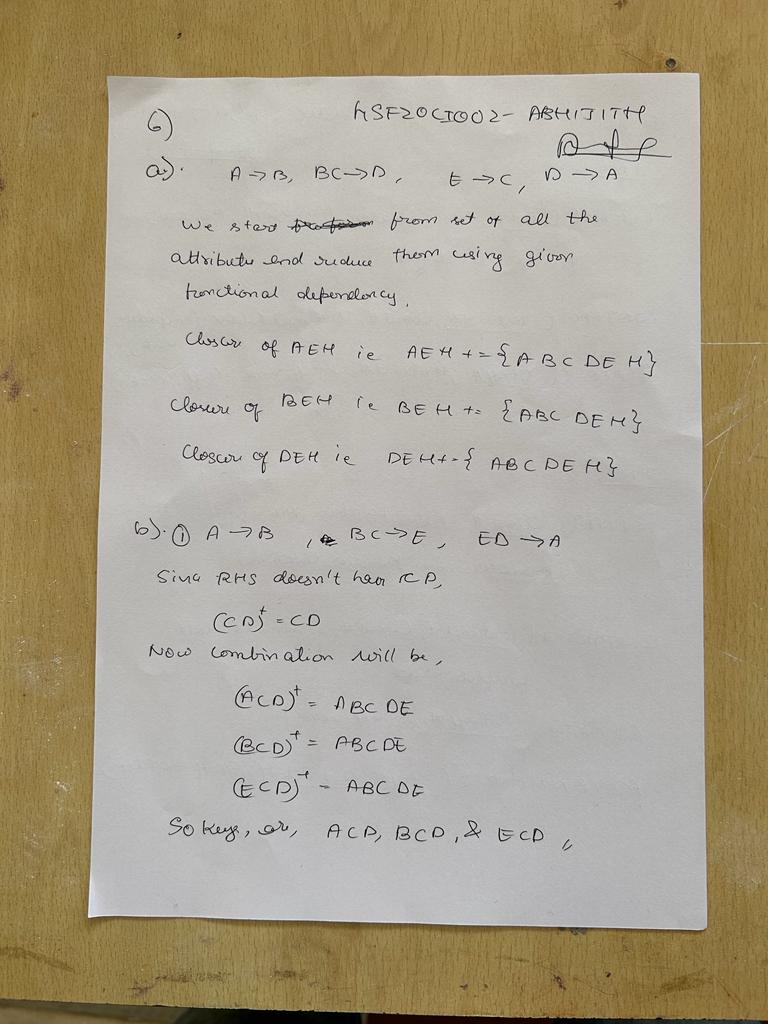 6)
4SF20CI002- ABHIJITH
a). A→B, BC→D, E→C, D→A
We start from set of all the
attribute and reduce them using given
functional dependency.
Closure of AEH ie AEH += {ABCDEH}
Closure of BEH ie BEH += {ABC DEH}
Closure of DEH ie DEH+={ ABCDEH}
b). ① A→B , BC→E, ED→A
Since RHS doesn't have CD,
(CD)⁺ = CD
Now combination will be,
(ACD)⁺ = ABCDE
(BCD)⁺ = ABCDE
(ECD)⁺ = ABCDE
So keys, are, ACD, BCD, & ECD //